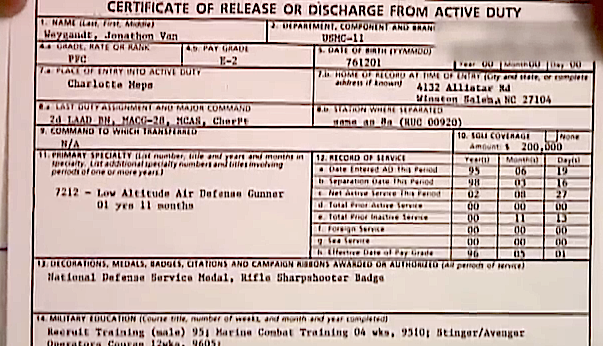 CERTIFICATE OF RELEASE OR DISCHARGE FROM ACTIVE DUTY
1. NAME (Last, First, Middle) 2. DEPARTMENT, COMPONENT AND BRAN
Weygandt, Jonathon Van USMC-11
4.a. GRADE, RATE OR RANK 4.b. PAY GRADE 5. DATE OF BIRTH (YYMMDD)
PFC E-2 761201 Year 00 Month 00 Day 00
7.a. PLACE OF ENTRY INTO ACTIVE DUTY 7.b. HOME OF RECORD AT TIME OF ENTRY (City and state, or complete address if known)
Charlotte Meps 4132 Allistar Rd
Winston Salem, NC 27104
8.a. LAST DUTY ASSIGNMENT AND MAJOR COMMAND 8.b. STATION WHERE SEPARATED
2d LAAD BN, MACG-28, MCAS, CherPt same as 8a (RUC 00920)
9. COMMAND TO WHICH TRANSFERRED 10. SGLI COVERAGE None
N/A Amount: $ 200,000
11. PRIMARY SPECIALTY (List number, title and years and months in specialty. List additional specialty numbers and titles involving periods of one or more years.)
7212 - Low Altitude Air Defense Gunner
01 yrs 11 months
12. RECORD OF SERVICE Year(s) Month(s) Day(s)
a. Date Entered AD This Period 95 06 19
b. Separation Date This Period 98 03 16
c. Net Active Service This Period 02 08 27
d. Total Prior Active Service 00 00 00
e. Total Prior Inactive Service 00 11 13
f. Foreign Service 00 00 00
g. Sea Service 00 00 00
h. Effective Date of Pay Grade 96 05 01
13. DECORATIONS, MEDALS, BADGES, CITATIONS AND CAMPAIGN RIBBONS AWARDED OR AUTHORIZED (All periods of service)
National Defense Service Medal, Rifle Sharpshooter Badge
14. MILITARY EDUCATION (Course title, number of weeks, and month and year completed)
Recruit Training (male) 95; Marine Combat Training 04 wks, 9510; Stinger/Avenger
Operators Course 12wks, 9605;